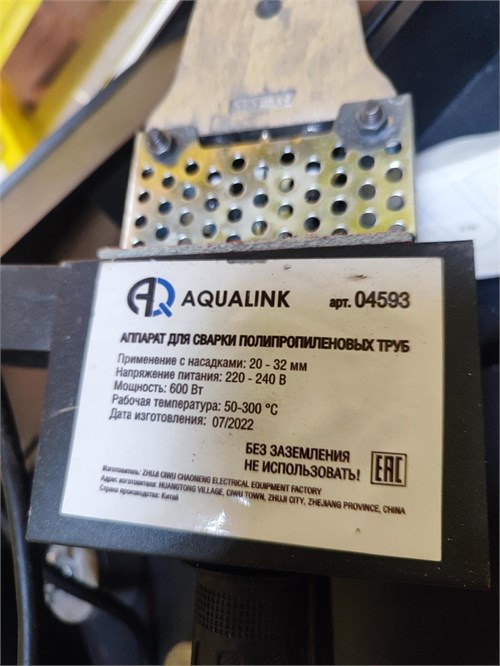 AQUALINK
арт. 04593
АППАРАТ ДЛЯ СВАРКИ ПОЛИПРОПИЛЕНОВЫХ ТРУБ
Применение с насадками: 20 - 32 мм
Напряжение питания: 220 - 240 В
Мощность: 600 Вт
Рабочая температура: 50-300 °C
Дата изготовления: 07/2022
БЕЗ ЗАЗЕМЛЕНИЯ
НЕ ИСПОЛЬЗОВАТЬ!
EAC
Изготовитель: ZHUJI CIWU CHAONENG ELECTRICAL EQUIPMENT FACTORY
Адрес изготовителя: HUANGTONG VILLAGE, CIWU TOWN, ZHUJI CITY, ZHEJIANG PROVINCE, CHINA
Страна производства: Китай